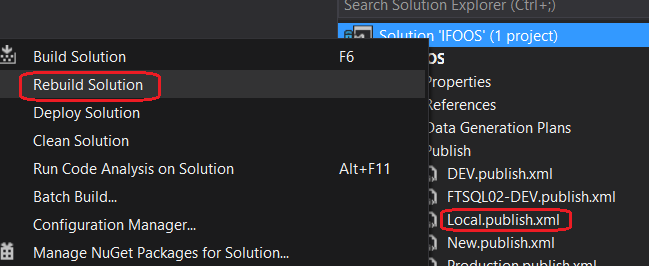 Search Solution Explorer (Ctrl+;)
Solution 'IFOOS' (1 project)
Build Solution F6
Rebuild Solution
Deploy Solution
Clean Solution
Run Code Analysis on Solution Alt+F11
Batch Build...
Configuration Manager...
Manage NuGet Packages for Solution...
OS
Properties
References
Data Generation Plans
Publish
DEV.publish.xml
FTSQL02-DEV.publish.xml
Local.publish.xml
New.publish.xml
Production.publish.xml